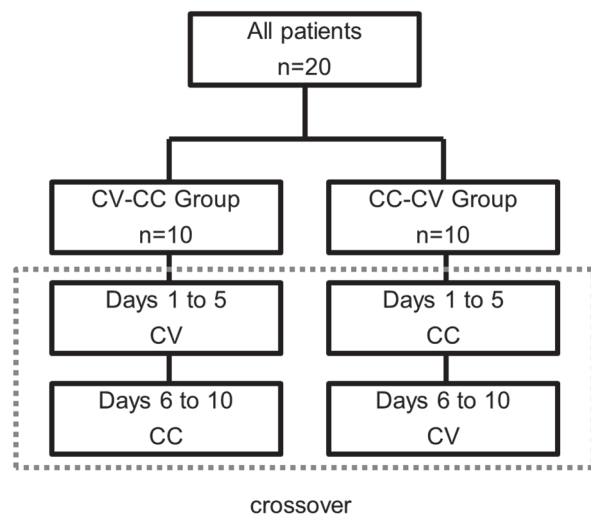 All patients
n=20
CV-CC Group
n=10
CC-CV Group
n=10
Days 1 to 5
CV
Days 1 to 5
CC
Days 6 to 10
CC
Days 6 to 10
CV
crossover